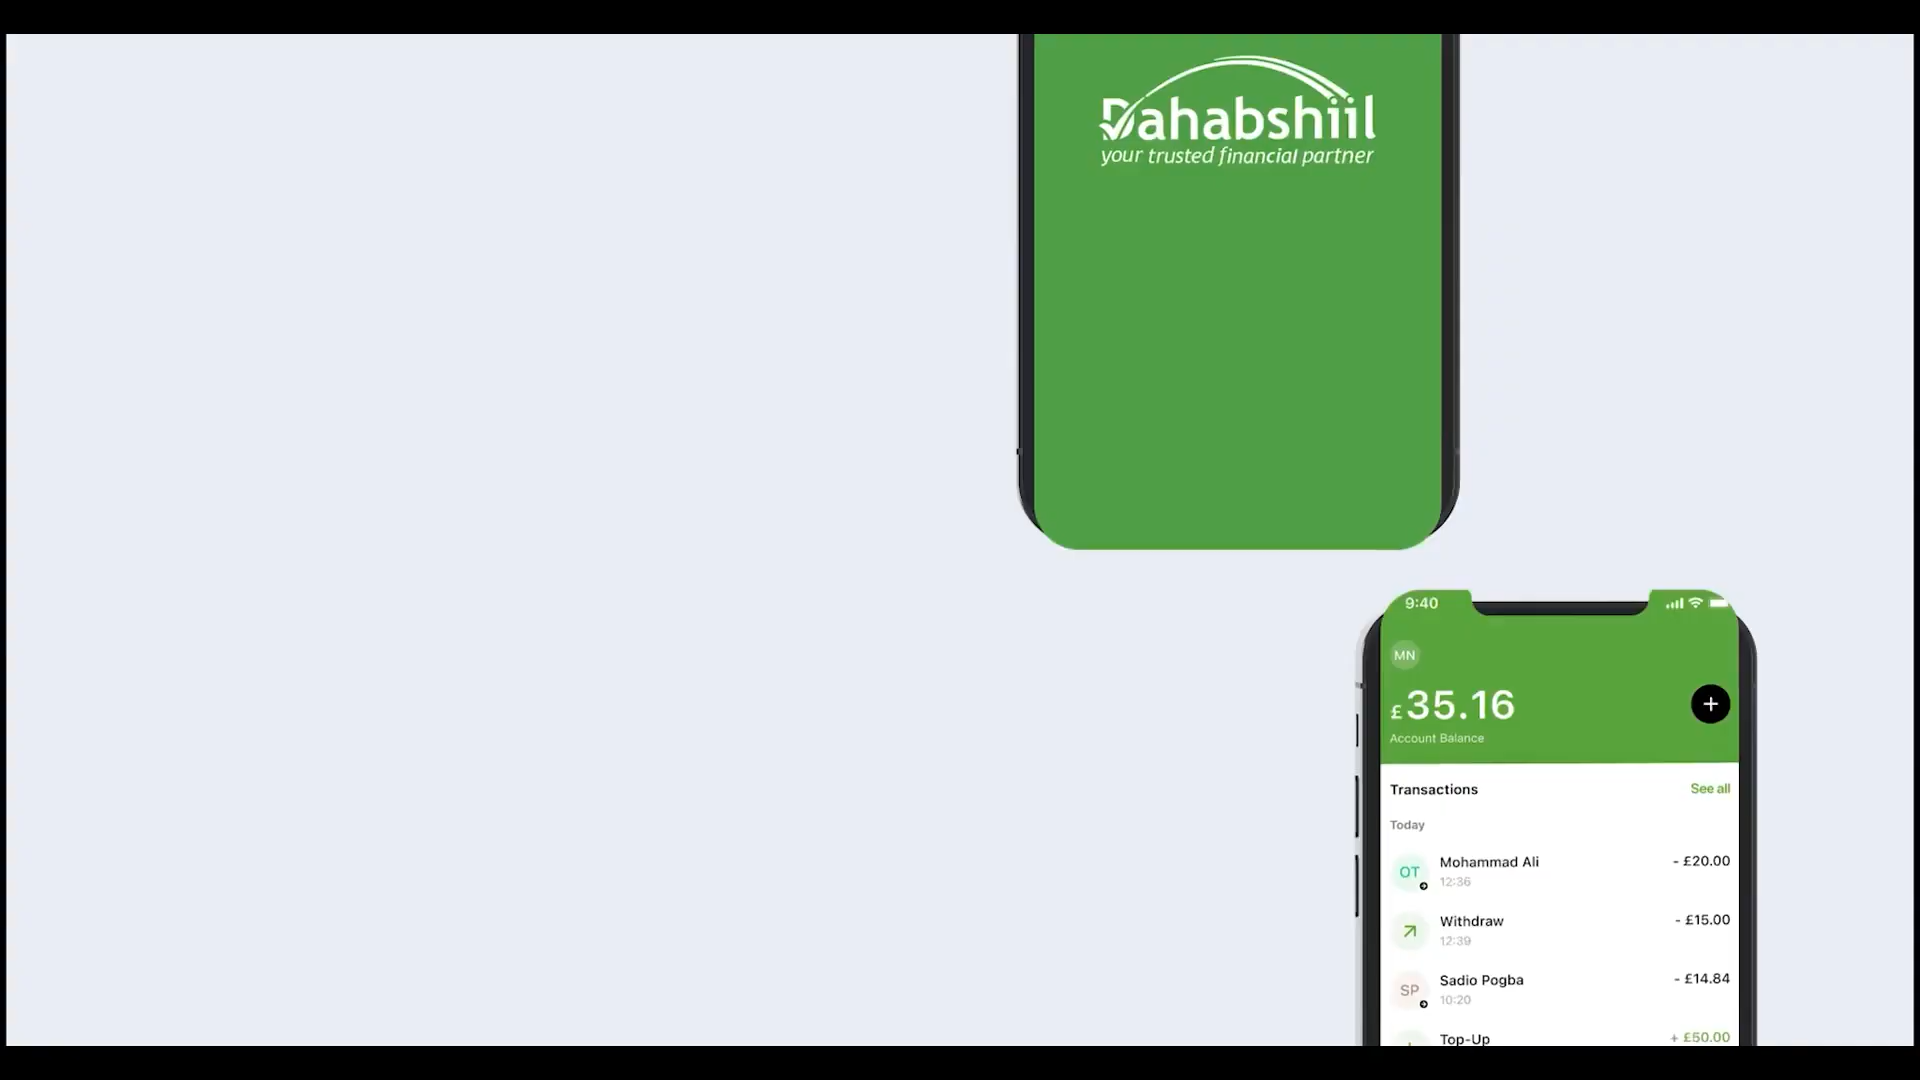 Dahabshiil
your trusted financial partner
9:40
MN
£35.16
Account Balance
Transactions See all
Today
OT Mohammad Ali - £20.00
12:36
Withdraw - £15.00
12:39
SP Sadio Pogba - £14.84
10:20
Top-Up + £50.00